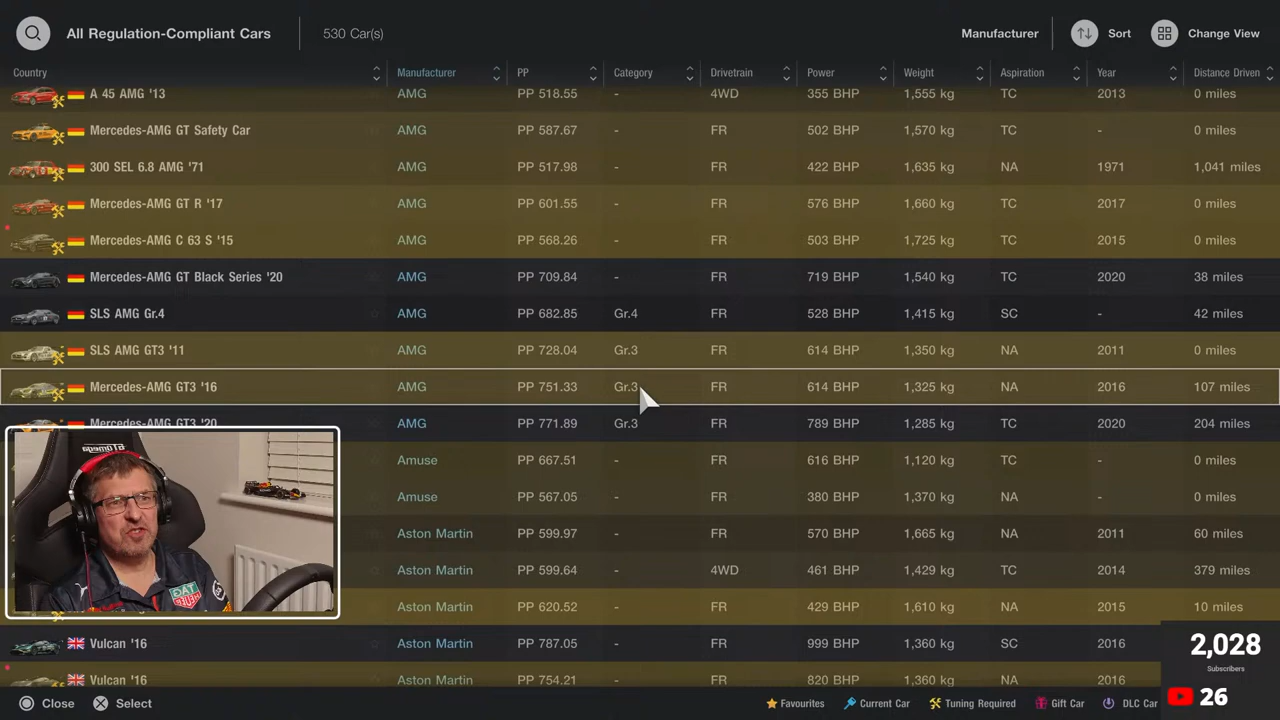 All Regulation-Compliant Cars 530 Car(s) Manufacturer Sort Change View
Country Manufacturer PP Category Drivetrain Power Weight Aspiration Year Distance Driven
A 45 AMG '13 AMG PP 518.55 - 4WD 355 BHP 1,555 kg TC 2013 0 miles
Mercedes-AMG GT Safety Car AMG PP 587.67 - FR 502 BHP 1,570 kg TC - 0 miles
300 SEL 6.8 AMG '71 AMG PP 517.98 - FR 422 BHP 1,635 kg NA 1971 1,041 miles
Mercedes-AMG GT R '17 AMG PP 601.55 - FR 576 BHP 1,660 kg TC 2017 0 miles
Mercedes-AMG C 63 S '15 AMG PP 568.26 - FR 503 BHP 1,725 kg TC 2015 0 miles
Mercedes-AMG GT Black Series '20 AMG PP 709.84 - FR 719 BHP 1,540 kg TC 2020 38 miles
SLS AMG Gr.4 AMG PP 682.85 Gr.4 FR 528 BHP 1,415 kg SC - 42 miles
SLS AMG GT3 '11 AMG PP 728.04 Gr.3 FR 614 BHP 1,350 kg NA 2011 0 miles
Mercedes-AMG GT3 '16 AMG PP 751.33 Gr.3 FR 614 BHP 1,325 kg NA 2016 107 miles
Mercedes-AMG GT3 '20 AMG PP 771.89 Gr.3 FR 789 BHP 1,285 kg TC 2020 204 miles
Amuse PP 667.51 - FR 616 BHP 1,120 kg TC - 0 miles
Amuse PP 567.05 - FR 380 BHP 1,370 kg NA - 0 miles
Aston Martin PP 599.97 - FR 570 BHP 1,665 kg NA 2011 60 miles
Aston Martin PP 599.64 - 4WD 461 BHP 1,429 kg TC 2014 379 miles
Aston Martin PP 620.52 - FR 429 BHP 1,610 kg NA 2015 10 miles
Vulcan '16 Aston Martin PP 787.05 - FR 999 BHP 1,360 kg SC 2016
Vulcan '16 Aston Martin PP 754.21 - FR 820 BHP 1,360 kg NA 2016
GTOmega
TAG
HEUER
2,028
Subscribers
26
Close Select Favourites Current Car Tuning Required Gift Car DLC Car